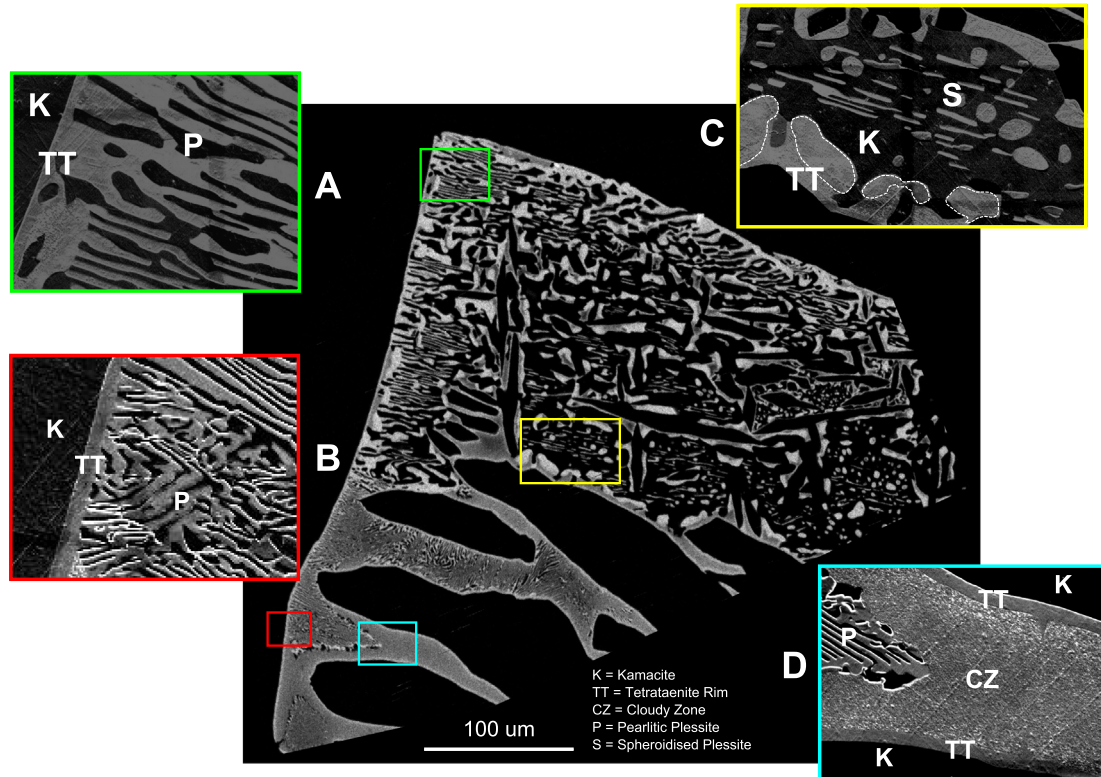 K
P
TT
A
K
TT
P
B
C
S
K
TT
K
TT
P
CZ
D
TT
K
K = Kamacite
TT = Tetrataenite Rim
CZ = Cloudy Zone
P = Pearlitic Plessite
S = Spheroidised Plessite
100 um